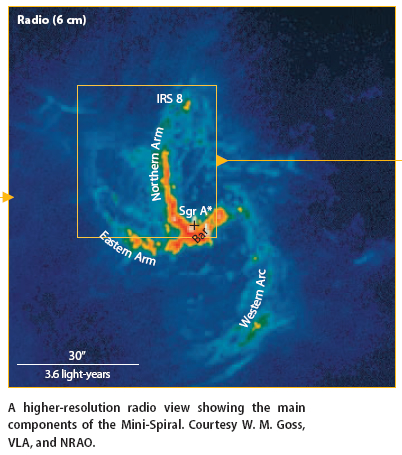 Radio (6 cm)
IRS 8
Northern Arm
Sgr A*
Bar
Eastern Arm
Western Arc
30"
3.6 light-years
A higher-resolution radio view showing the main
components of the Mini-Spiral. Courtesy W. M. Goss,
VLA, and NRAO.